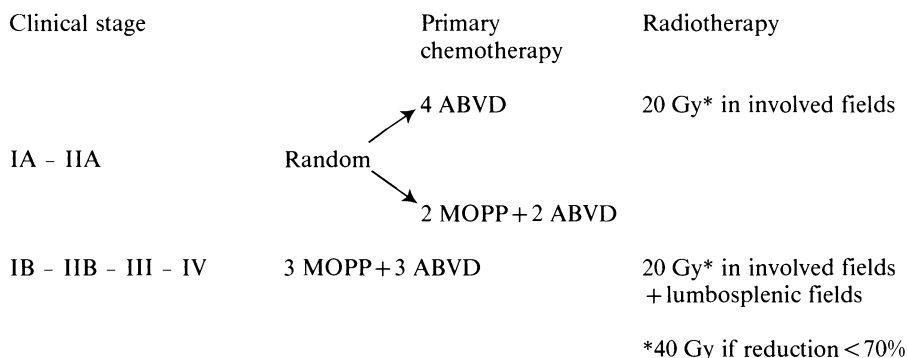 Clinical stage Primary chemotherapy Radiotherapy
4 ABVD 20 Gy* in involved fields
IA – IIA Random
2 MOPP+2 ABVD
IB – IIB – III – IV 3 MOPP+3 ABVD 20 Gy* in involved fields
+lumbosplenic fields
*40 Gy if reduction <70%